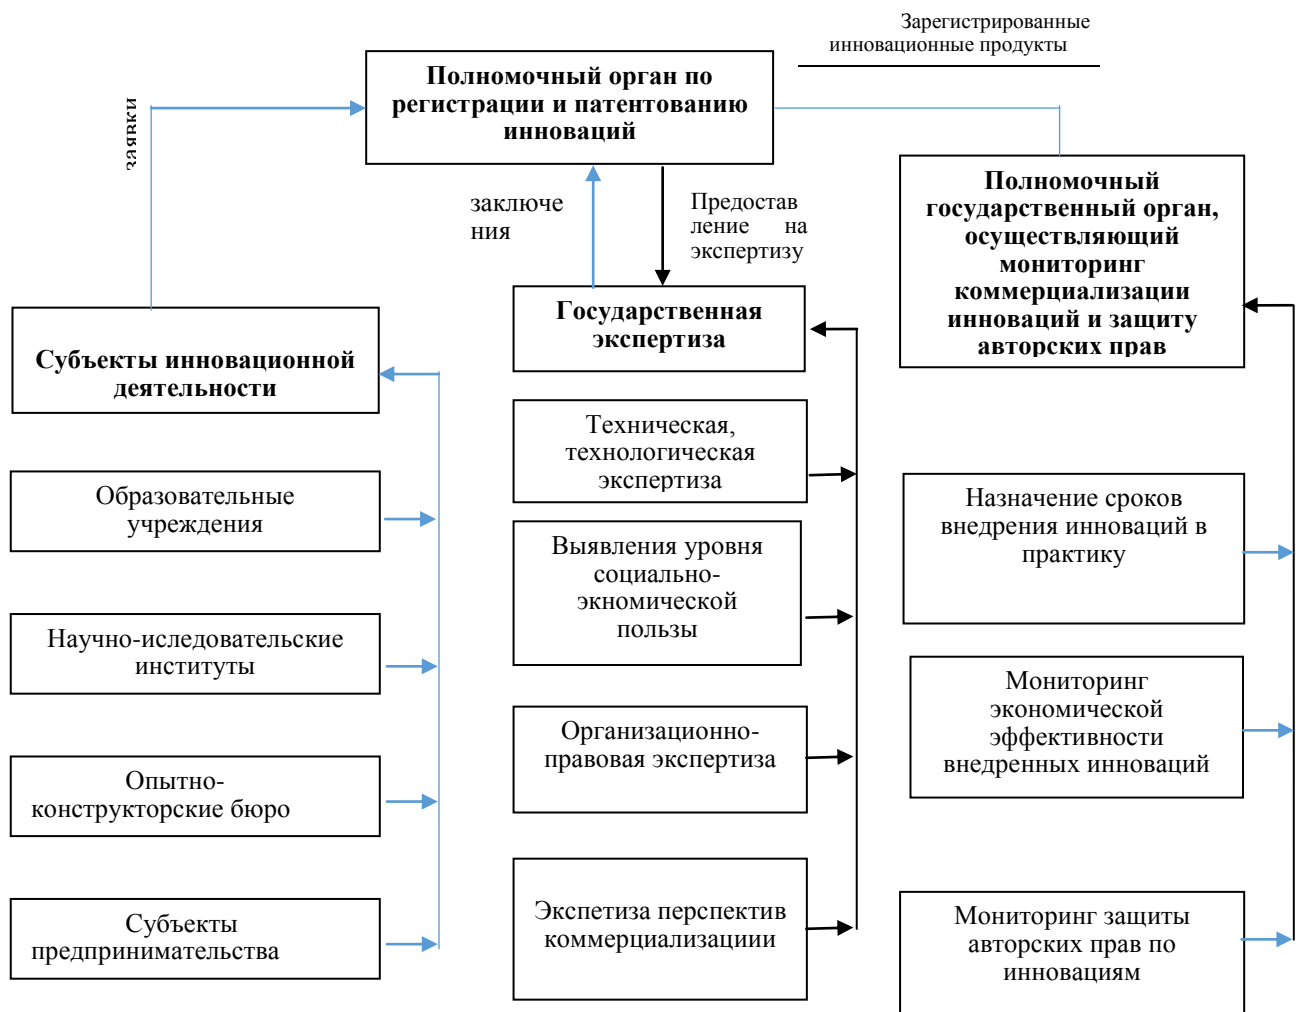 Зарегистрированные
инновационные продукты
Полномочный орган по
регистрации и патентованию
инноваций
заявки
заключе
ния
Предостав
ление на
экспертизу
Полномочный
государственный орган,
осуществляющий
мониторинг
коммерциализации
инноваций и защиту
авторских прав
Государственная
экспертиза
Субъекты инновационной
деятельности
Техническая,
технологическая
экспертиза
Образовательные
учреждения
Назначение сроков
внедрения инноваций в
практику
Выявления уровня
социально-
экномической
пользы
Научно-иследовательские
институты
Мониторинг
экономической
эффективности
внедренных инноваций
Организационно-
правовая экспертиза
Опытно-
конструкторские бюро
Экспетиза перспектив
коммерциализациии
Субъекты
предпринимательства
Мониторинг защиты
авторских прав по
инновациям